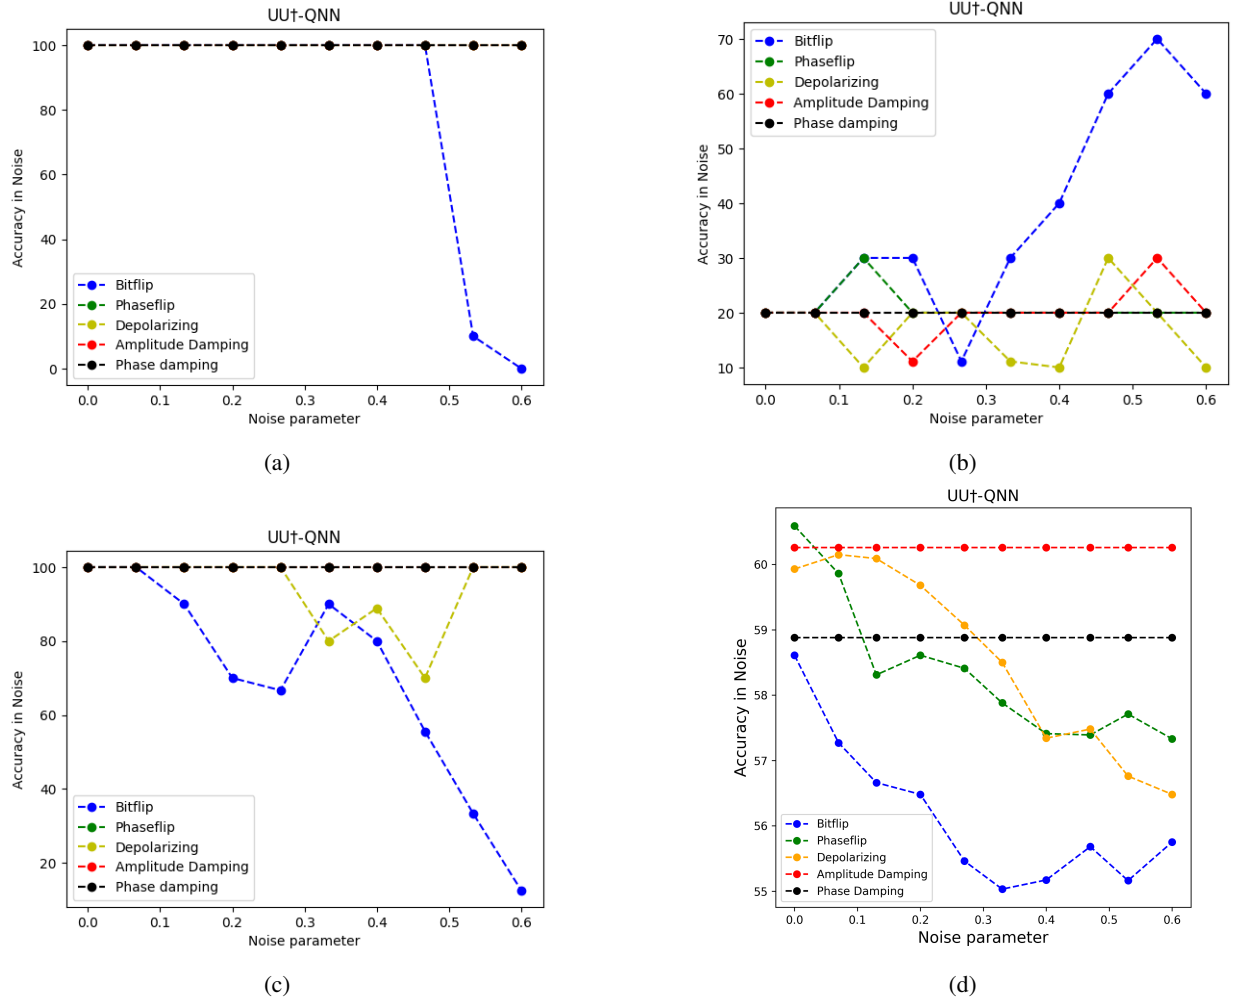 UU†-QNN
Accuracy in Noise
100
80
60
40
20
0
Bitflip
Phaseflip
Depolarizing
Amplitude Damping
Phase damping
0.0 0.1 0.2 0.3 0.4 0.5 0.6
Noise parameter
(a)
UU†-QNN
Accuracy in Noise
70
60
50
40
30
20
10
Bitflip
Phaseflip
Depolarizing
Amplitude Damping
Phase damping
0.0 0.1 0.2 0.3 0.4 0.5 0.6
Noise parameter
(b)
UU†-QNN
Accuracy in Noise
100
80
60
40
20
Bitflip
Phaseflip
Depolarizing
Amplitude Damping
Phase damping
0.0 0.1 0.2 0.3 0.4 0.5 0.6
Noise parameter
(c)
UU†-QNN
Accuracy in Noise
60
59
58
57
56
55
Bitflip
Phaseflip
Depolarizing
Amplitude Damping
Phase Damping
0.0 0.1 0.2 0.3 0.4 0.5 0.6
Noise parameter
(d)